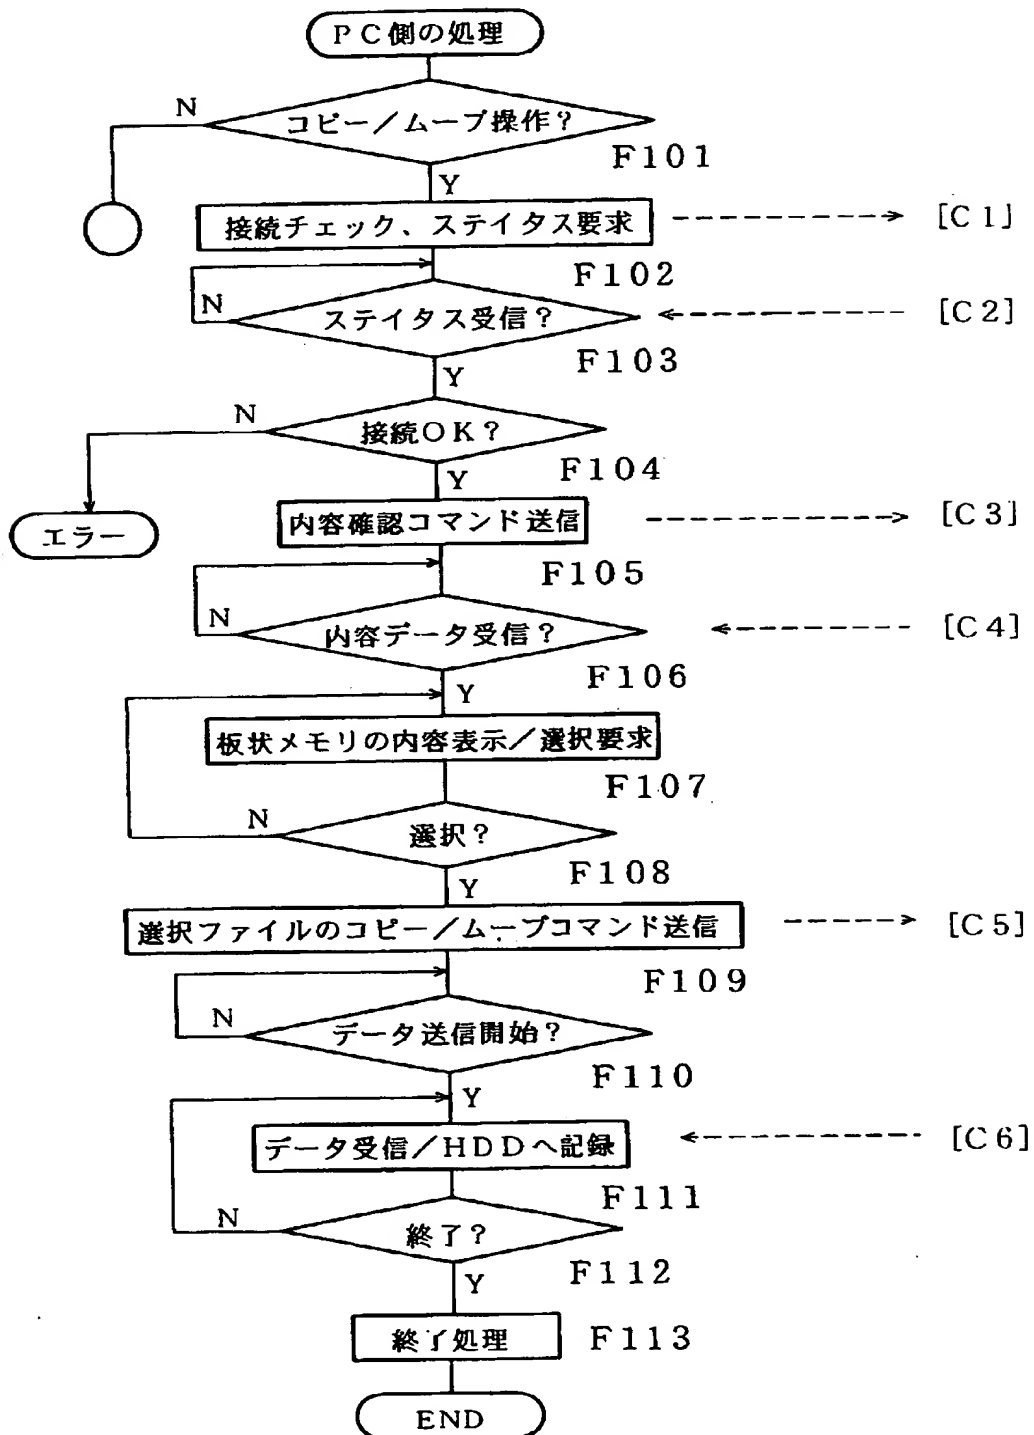 PC側の処理
N
コピー/ムーブ操作?
F101
Y
接続チェック、ステイタス要求
[C1]
F102
N
ステイタス受信?
[C2]
F103
Y
N
接続OK?
F104
Y
エラー
内容確認コマンド送信
[C3]
F105
N
内容データ受信?
[C4]
F106
Y
板状メモリの内容表示/選択要求
F107
N
選択?
F108
Y
選択ファイルのコピー/ムーブコマンド送信
[C5]
F109
N
データ送信開始?
F110
Y
データ受信/HDDへ記録
[C6]
F111
N
終了?
F112
Y
終了処理
F113
END